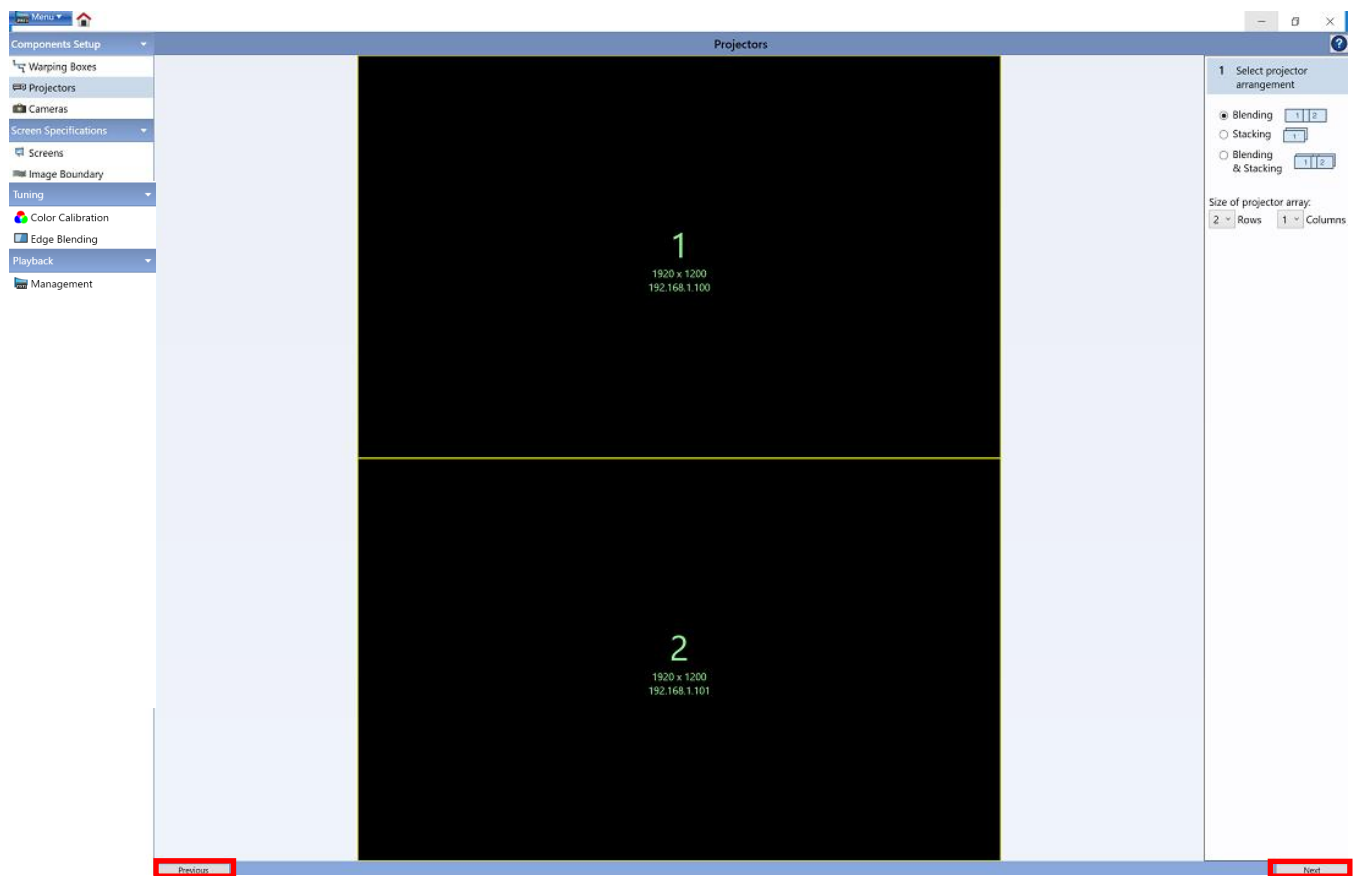 Menu
Components Setup
Projectors
?
Warping Boxes
Projectors
Cameras
Screen Specifications
Screens
Image Boundary
Tuning
Color Calibration
Edge Blending
Playback
Management
1
1920 x 1200
192.168.1.100
2
1920 x 1200
192.168.1.101
1 Select projector
arrangement
Blending 1 2
Stacking 1
Blending
& Stacking 1 2
Size of projector array:
2 Rows 1 Columns
Previous
Next